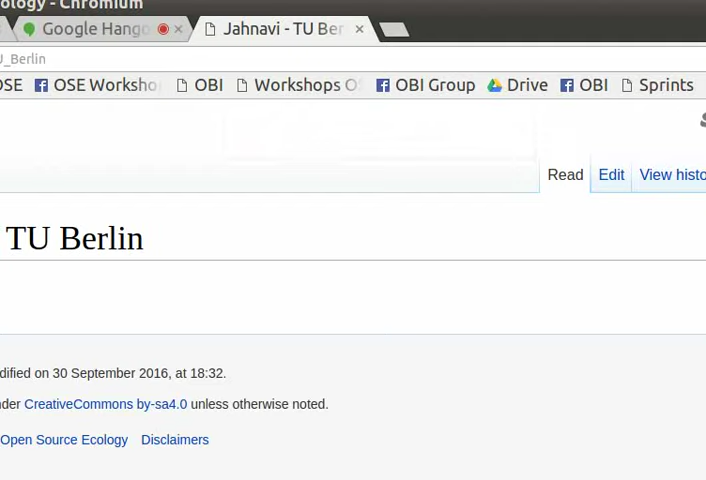 ology - Chromium
Google Hango Jahnavi - TU Ber
U_Berlin
OSE OSE Worksho OBI Workshops OS OBI Group Drive OBI Sprints
Read Edit View histo
TU Berlin
dified on 30 September 2016, at 18:32.
nder CreativeCommons by-sa4.0 unless otherwise noted.
Open Source Ecology Disclaimers